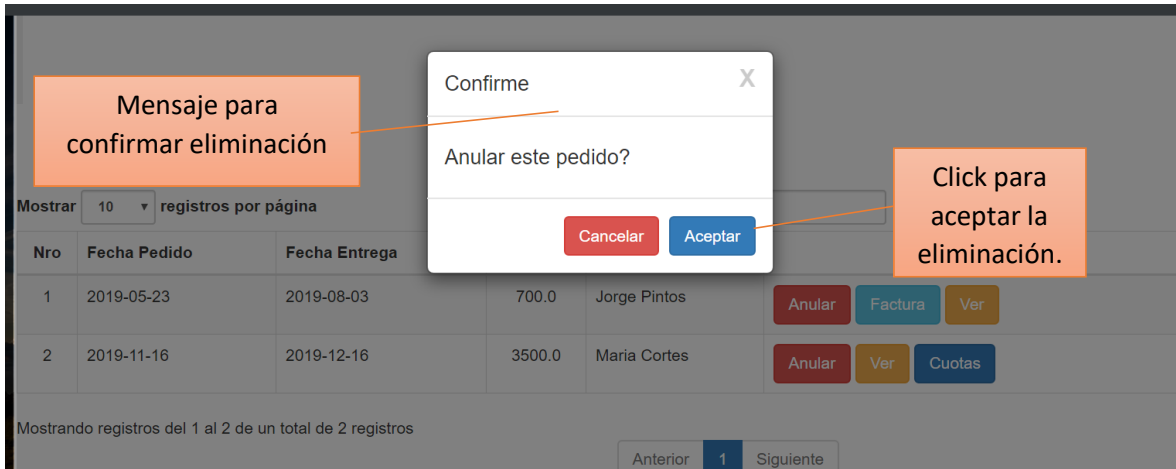 Confirme
X
Mensaje para
confirmar eliminación
Anular este pedido?
Click para
aceptar la
eliminación.
Mostrar 10 registros por página
Cancelar Aceptar
Nro Fecha Pedido Fecha Entrega
1 2019-05-23 2019-08-03 700.0 Jorge Pintos Anular Factura Ver
2 2019-11-16 2019-12-16 3500.0 Maria Cortes Anular Ver Cuotas
Mostrando registros del 1 al 2 de un total de 2 registros
Anterior 1 Siguiente